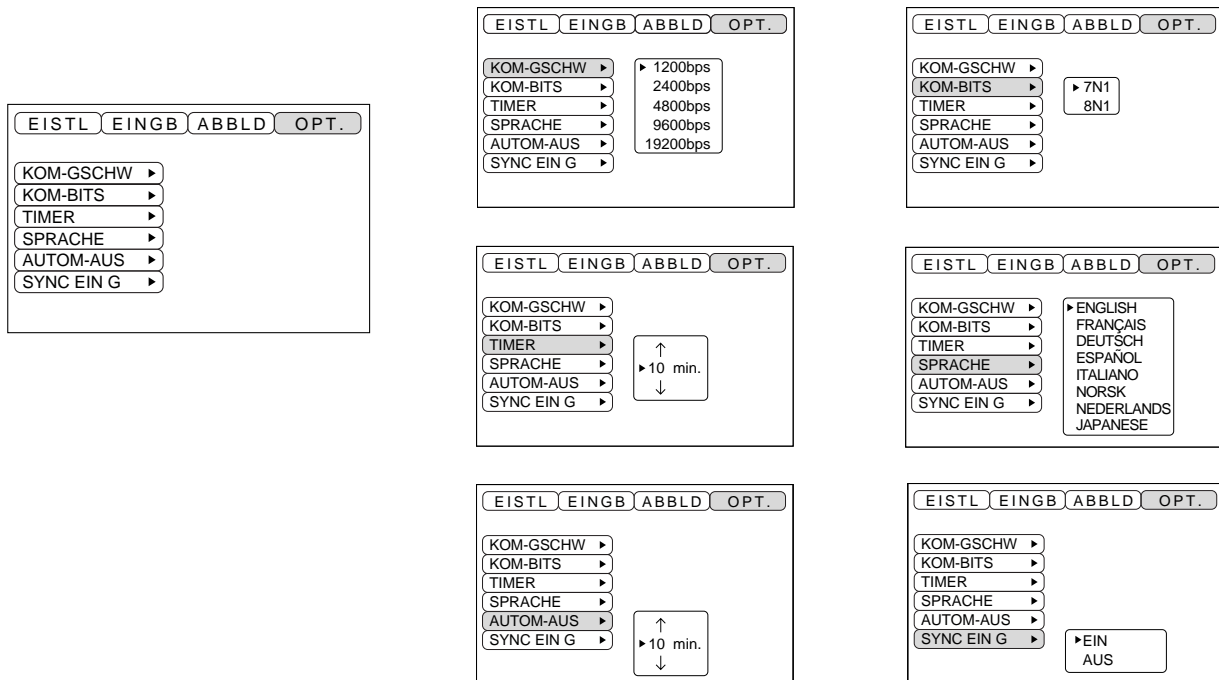 EISTL EINGB ABBLD OPT.
KOM-GSCHW
KOM-BITS
TIMER
SPRACHE
AUTOM-AUS
SYNC EIN G
EISTL EINGB ABBLD OPT.
KOM-GSCHW
KOM-BITS
TIMER
SPRACHE
AUTOM-AUS
SYNC EIN G
1200bps
2400bps
4800bps
9600bps
19200bps
EISTL EINGB ABBLD OPT.
KOM-GSCHW
KOM-BITS
TIMER
SPRACHE
AUTOM-AUS
SYNC EIN G
7N1
8N1
EISTL EINGB ABBLD OPT.
KOM-GSCHW
KOM-BITS
TIMER
SPRACHE
AUTOM-AUS
SYNC EIN G
10 min.
EISTL EINGB ABBLD OPT.
KOM-GSCHW
KOM-BITS
TIMER
SPRACHE
AUTOM-AUS
SYNC EIN G
ENGLISH
FRANÇAIS
DEUTSCH
ESPAÑOL
ITALIANO
NORSK
NEDERLANDS
JAPANESE
EISTL EINGB ABBLD OPT.
KOM-GSCHW
KOM-BITS
TIMER
SPRACHE
AUTOM-AUS
SYNC EIN G
10 min.
EISTL EINGB ABBLD OPT.
KOM-GSCHW
KOM-BITS
TIMER
SPRACHE
AUTOM-AUS
SYNC EIN G
EIN
AUS